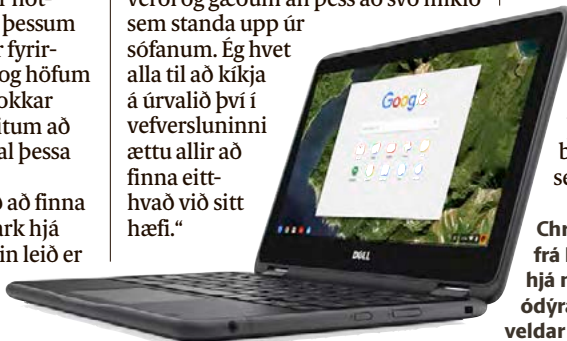 þessum
fyrir-
og höfum
okkar
itum að
al þessa
að finna
ark hjá
in leið er
verði og gæðum án þess að svo mikið
sem standa upp úr
sófanum. Ég hvet
alla til að kíkja
á úrvalið því í
vefversluninni
ættu allir að
finna eitt-
hvað við sitt
hæfi.“
Google
DELL
b
se
Chr
frá
hjá
ódýra
veldar